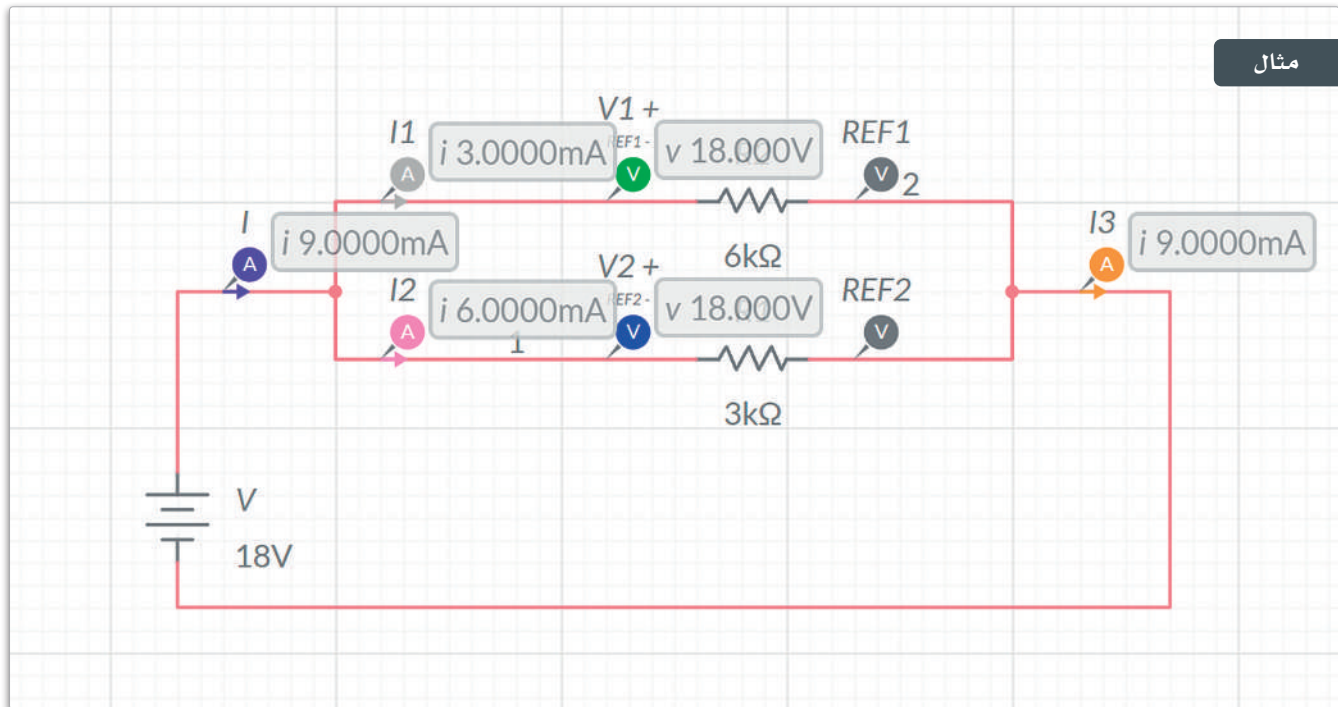 مثال
V1 +
I1
i 3.0000mA
REF1 -
v 18.000V
REF1
2
I
i 9.0000mA
6kΩ
I3
i 9.0000mA
V2 +
I2
i 6.0000mA
REF2 -
v 18.000V
REF2
1
3kΩ
V
18V
A
V
V
A
A
A
V
V